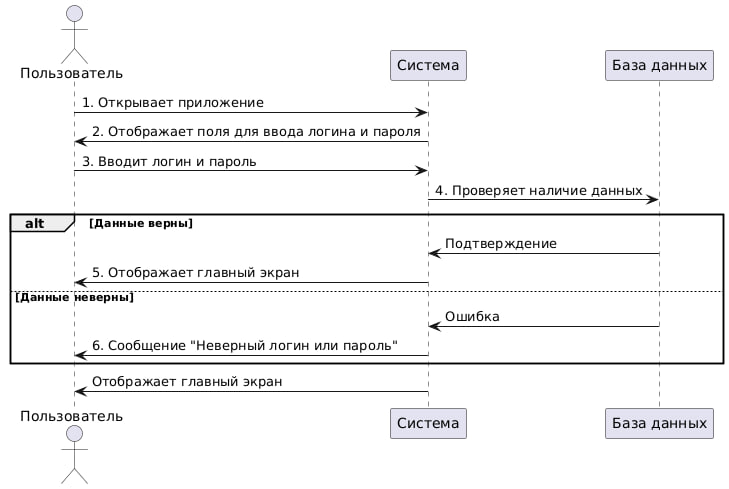 Пользователь
Система
База данных
1. Открывает приложение
2. Отображает поля для ввода логина и пароля
3. Вводит логин и пароль
4. Проверяет наличие данных
alt [Данные верны]
Подтверждение
5. Отображает главный экран
[Данные неверны]
Ошибка
6. Сообщение "Неверный логин или пароль"
Отображает главный экран
Пользователь
Система
База данных